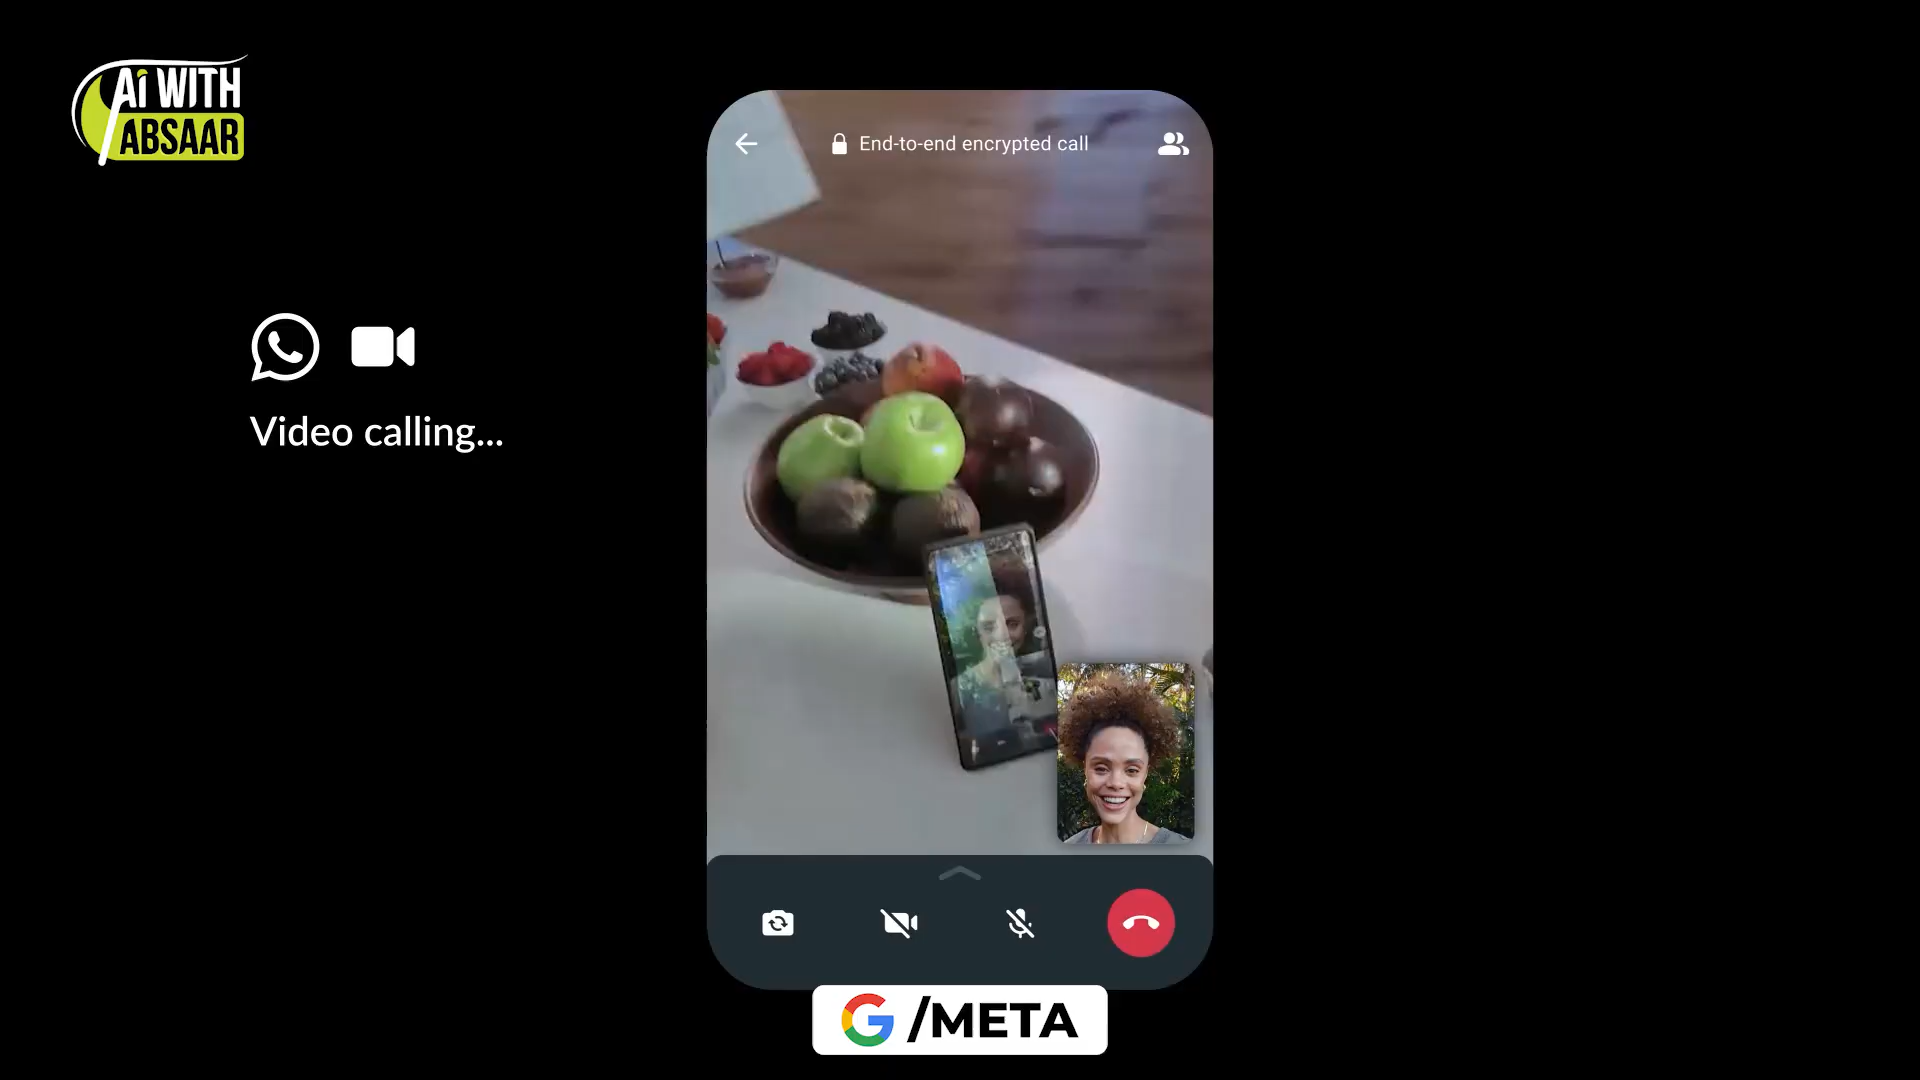 Ai WITH
ABSAAR
End-to-end encrypted call
Video calling...
G /META